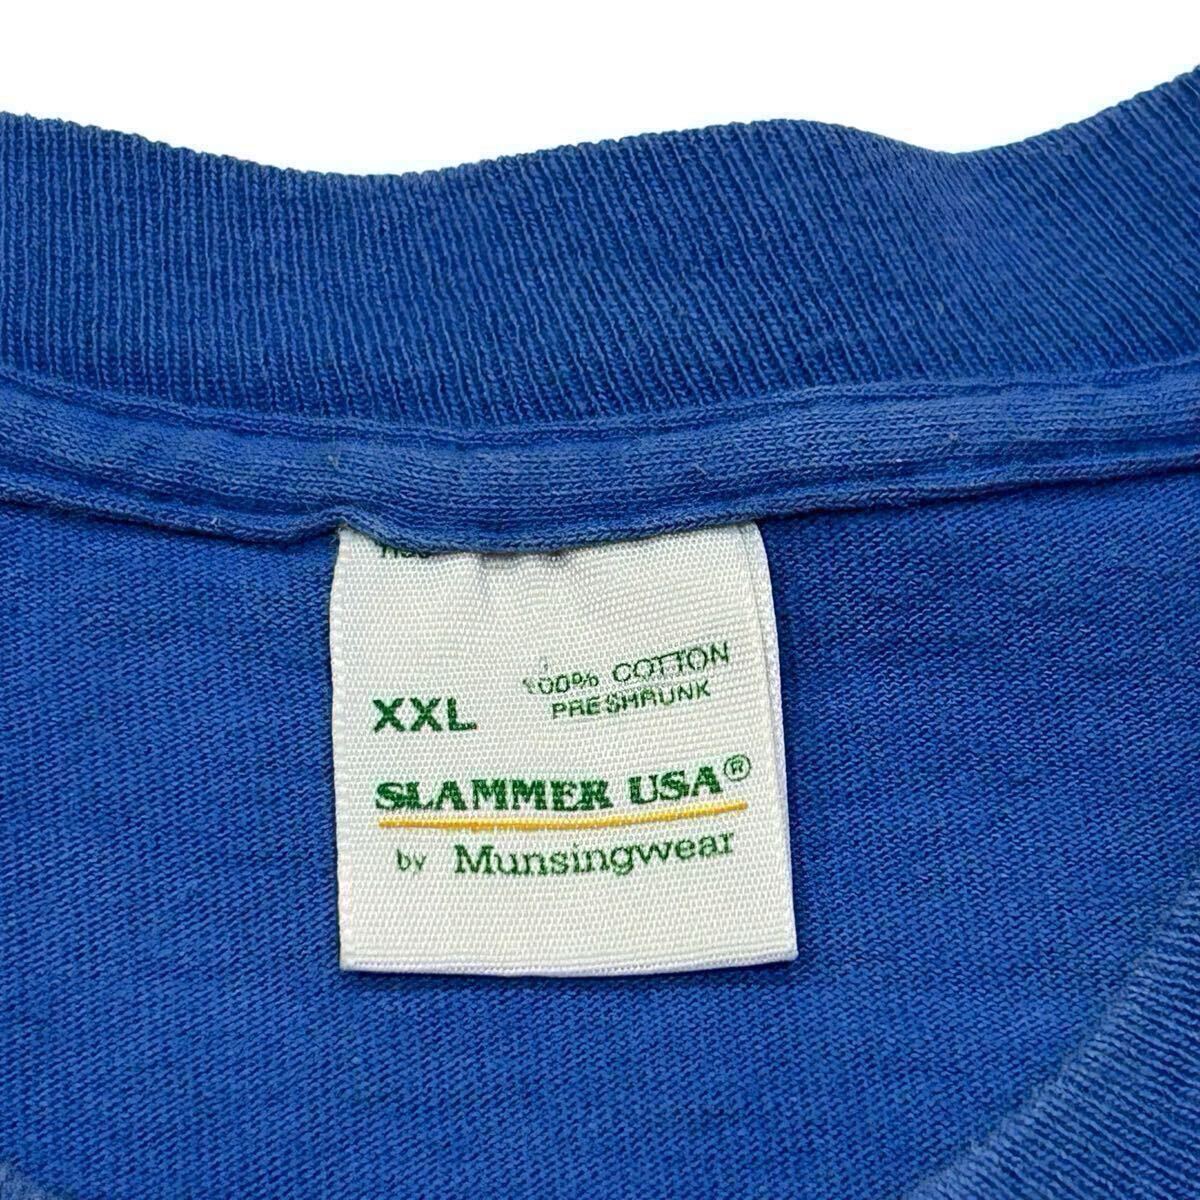 100% COTTON
PRESHRUNK
XXL
SLAMMER USA®
by Munsingwear